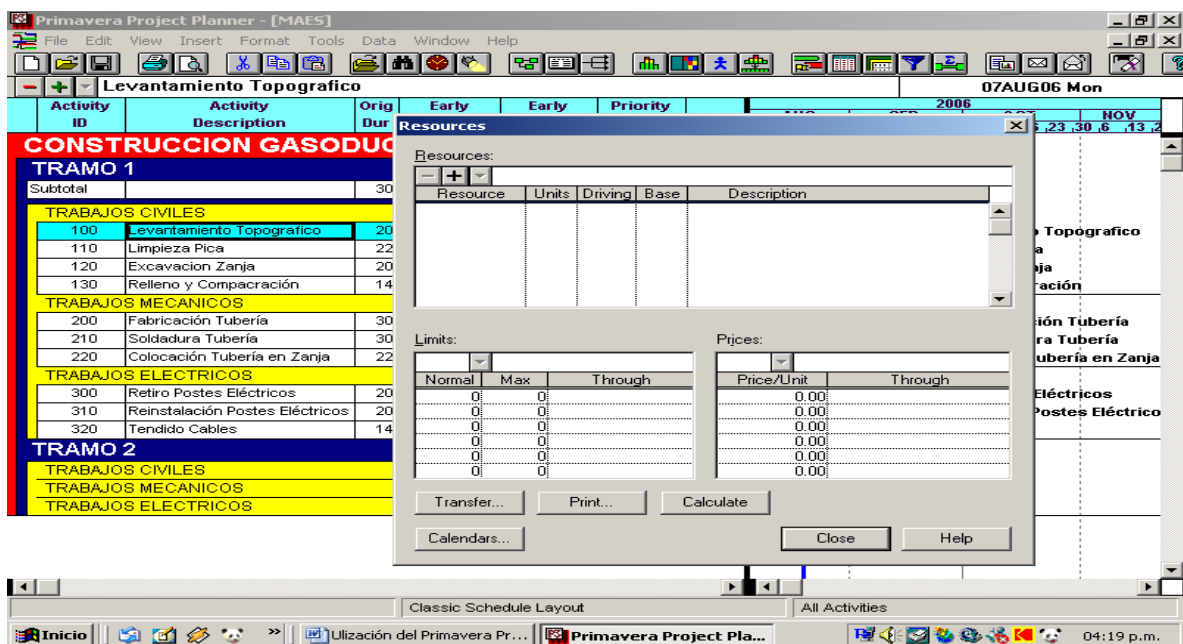 Primavera Project Planner - [MAES]
File Edit View Insert Format Tools Data Window Help
Levantamiento Topografico
07AUG06 Mon
Activity Activity Orig Early Early Priority 2006
ID Description Dur NOV
,23 ,30 ,6 ,13 ,2
CONSTRUCCION GASODUC
TRAMO 1
Subtotal 30
TRABAJOS CIVILES
100 Levantamiento Topografico 20 Topografico
110 Limpieza Pica 22 a
120 Excavacion Zanja 20 nja
130 Relleno y Compacración 14 ración
TRABAJOS MECANICOS
200 Fabricación Tubería 30 ión Tubería
210 Soldadura Tubería 30 ra Tubería
220 Colocación Tubería en Zanja 22 ubería en Zanja
TRABAJOS ELECTRICOS
300 Retiro Postes Eléctricos 20 Eléctricos
310 Reinstalación Postes Eléctricos 20 Postes Eléctrico
320 Tendido Cables 14
TRAMO 2
TRABAJOS CIVILES
TRABAJOS MECANICOS
TRABAJOS ELECTRICOS
Resources
Resources:
Resource Units Driving Base Description
Limits:
Normal Max Through
0 0
0 0
0 0
0 0
0 0
0 0
Prices:
Price/Unit Through
0.00
0.00
0.00
0.00
0.00
0.00
Transfer... Print... Calculate
Calendars... Close Help
Classic Schedule Layout All Activities
Inicio » Ulización del Primavera Pr... Primavera Project Pla... 04:19 p.m.